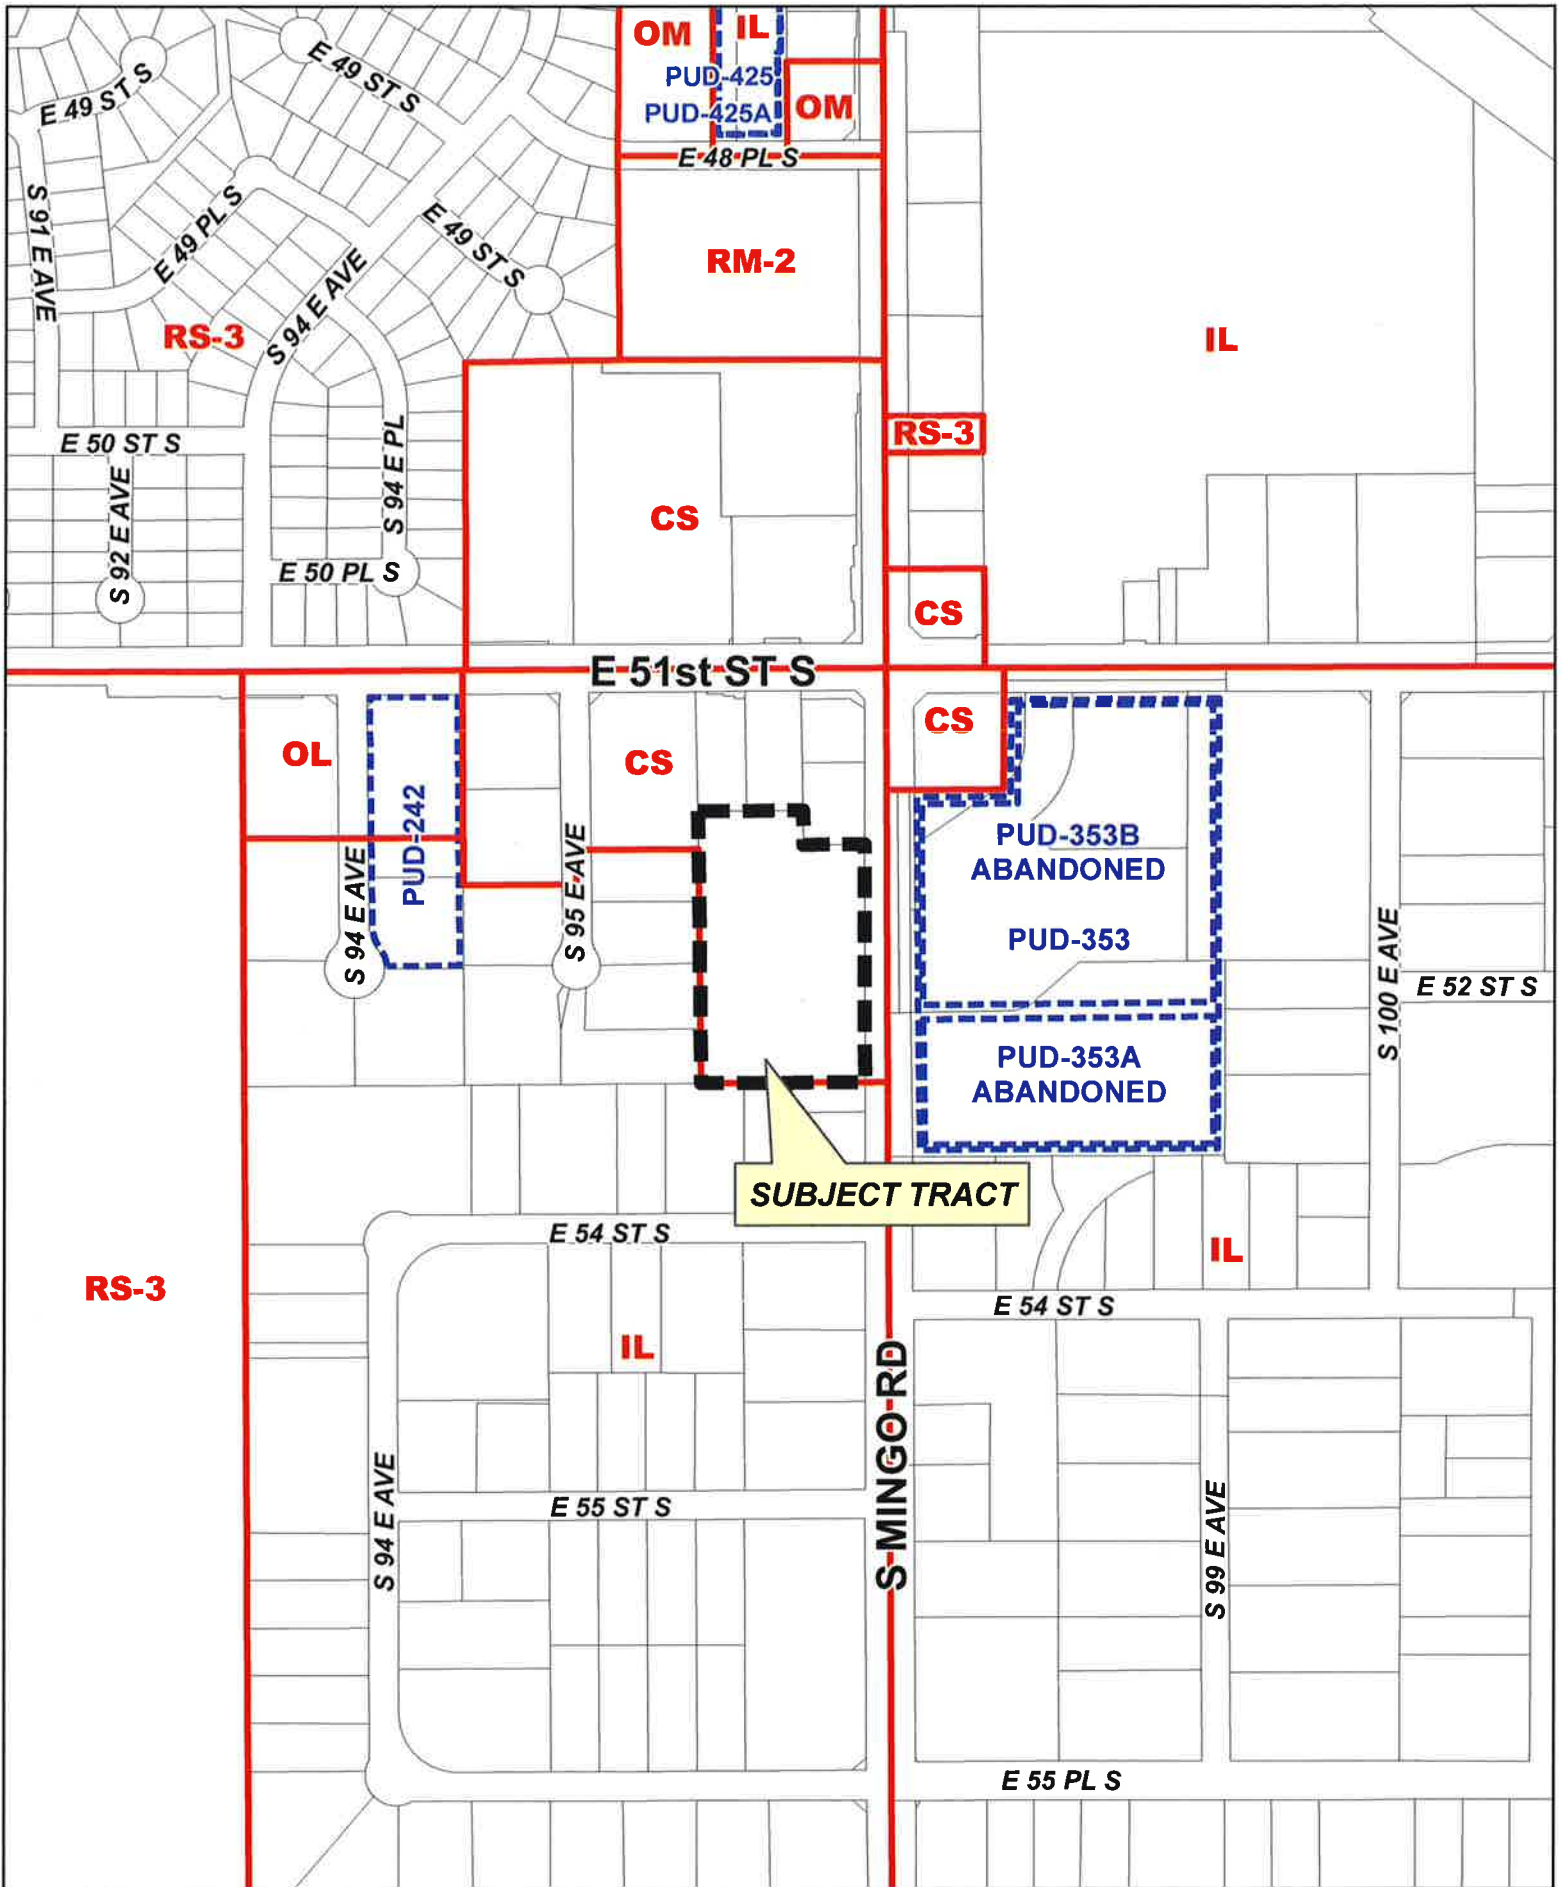 OM
IL
E 49 ST S
E 49 ST S
PUD-425
PUD-425A
OM
E 48 PL S
S 91 E AVE
E 49 PL S
E 49 ST S
RM-2
S 94 E AVE
RS-3
IL
RS-3
E 50 ST S
S 92 E AVE
S 94 E PL
CS
E 50 PL S
CS
E 51st ST S
OL
PUD-242
CS
CS
PUD-353B
ABANDONED
PUD-353
S 94 E AVE
S 95 E AVE
S 100 E AVE
E 52 ST S
PUD-353A
ABANDONED
SUBJECT TRACT
E 54 ST S
IL
RS-3
E 54 ST S
IL
S MINGO RD
S 94 E AVE
E 55 ST S
S 99 E AVE
E 55 PL S